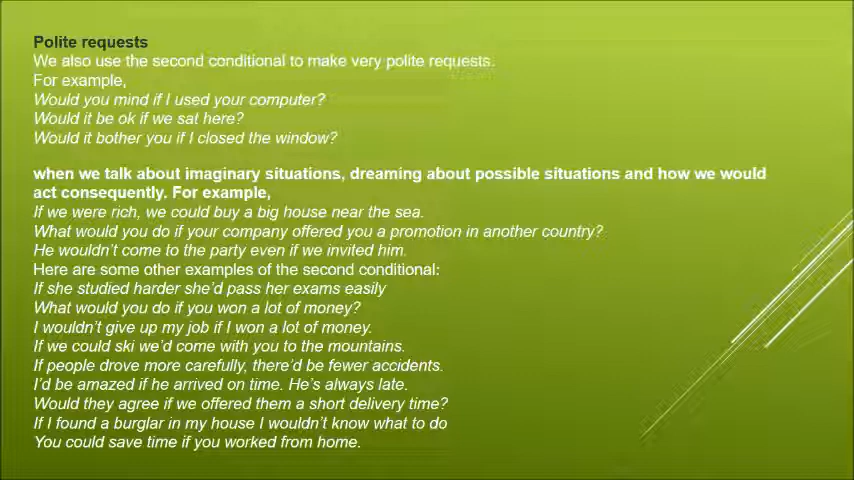 Polite requests
We also use the second conditional to make very polite requests.
For example,
Would you mind if I used your computer?
Would it be ok if we sat here?
Would it bother you if I closed the window?
when we talk about imaginary situations, dreaming about possible situations and how we would
act consequently. For example,
If we were rich, we could buy a big house near the sea.
What would you do if your company offered you a promotion in another country?
He wouldn't come to the party even if we invited him.
Here are some other examples of the second conditional:
If she studied harder she'd pass her exams easily
What would you do if you won a lot of money?
I wouldn't give up my job if I won a lot of money.
If we could ski we'd come with you to the mountains.
If people drove more carefully, there'd be fewer accidents.
I'd be amazed if he arrived on time. He's always late.
Would they agree if we offered them a short delivery time?
If I found a burglar in my house I wouldn't know what to do
You could save time if you worked from home.